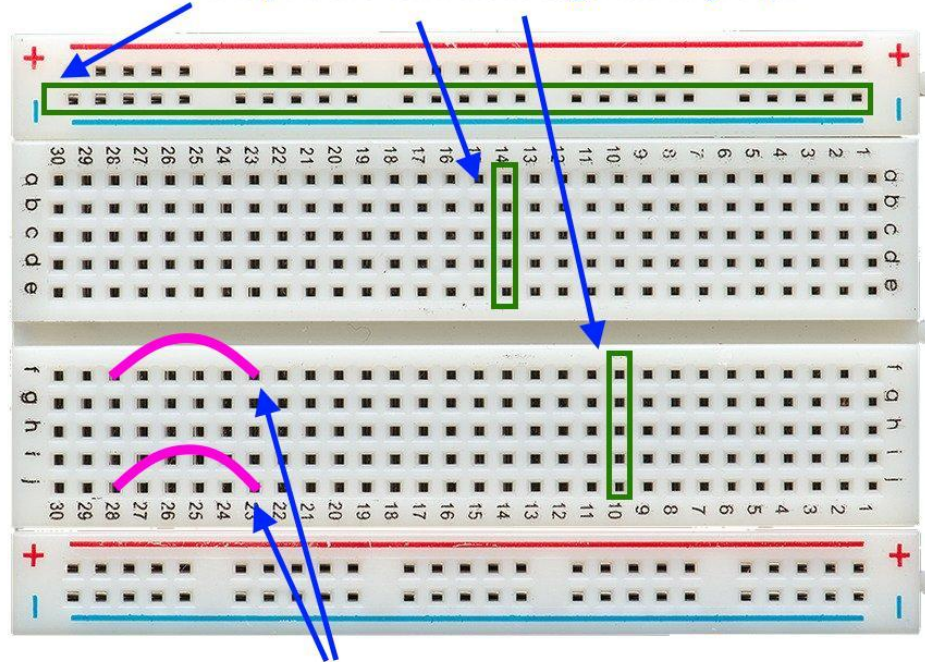 + +
- -
30 29 28 27 26 25 24 23 22 21 20 19 18 17 16 15 14 13 12 11 10 9 8 7 6 5 4 3 2 1
a a
b b
c c
d d
e e
f f
g g
h h
i i
j j
30 29 28 27 26 25 24 23 22 21 20 19 18 17 16 15 14 13 12 11 10 9 8 7 6 5 4 3 2 1
+ +
- -